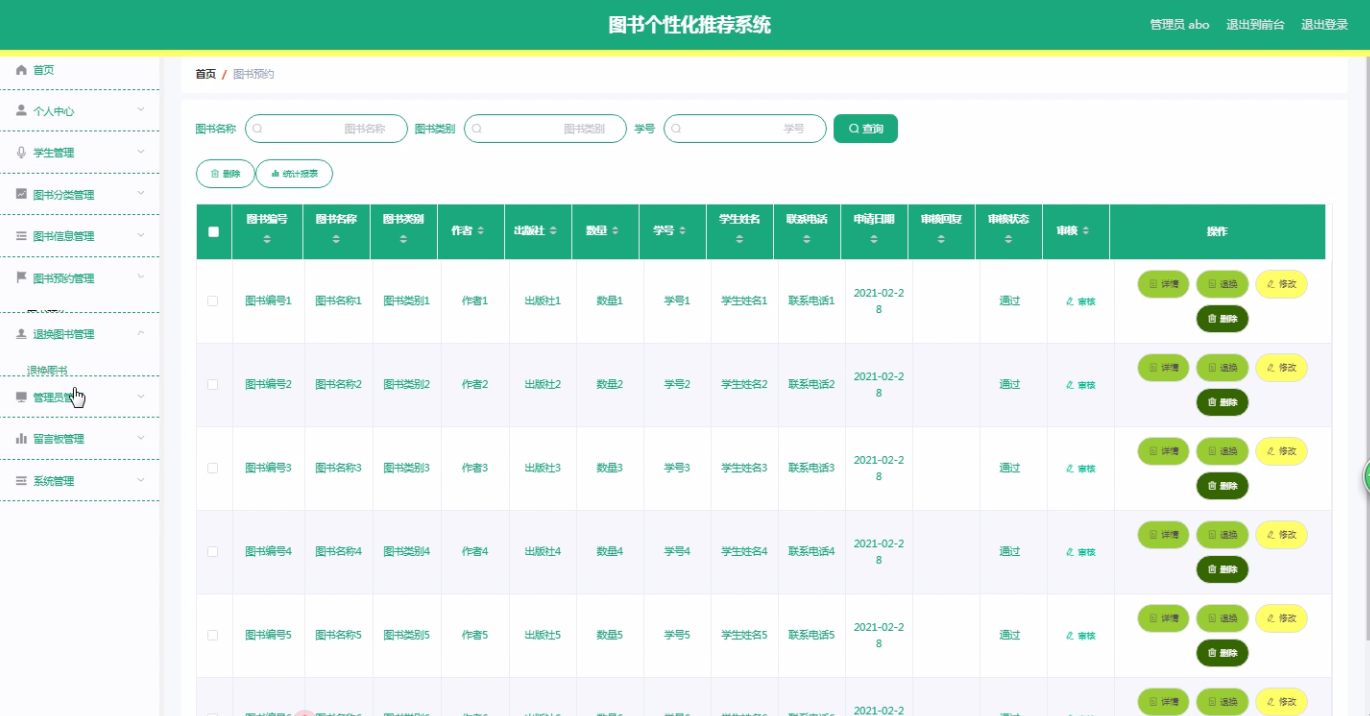 图书个性化推荐系统
管理员 abo 退出到前台 退出登录
首页
个人中心
学生管理
图书分类管理
图书信息管理
图书预约管理
退换图书管理
退换图书
管理员管
留言板管理
系统管理
首页 / 图书预约
图书名称 图书名称 图书类别 图书类别 学号 学号 查询
删除 统计报表
图书编号 图书名称 图书类别 作者 出版社 数量 学号 学生姓名 联系电话 申请日期 审核回复 审核状态 审核 操作
图书编号1 图书名称1 图书类别1 作者1 出版社1 数量1 学号1 学生姓名1 联系电话1 2021-02-28 通过 审核 详情 退换 修改
删除
图书编号2 图书名称2 图书类别2 作者2 出版社2 数量2 学号2 学生姓名2 联系电话2 2021-02-28 通过 审核 详情 退换 修改
删除
图书编号3 图书名称3 图书类别3 作者3 出版社3 数量3 学号3 学生姓名3 联系电话3 2021-02-28 通过 审核 详情 退换 修改
删除
图书编号4 图书名称4 图书类别4 作者4 出版社4 数量4 学号4 学生姓名4 联系电话4 2021-02-28 通过 审核 详情 退换 修改
删除
图书编号5 图书名称5 图书类别5 作者5 出版社5 数量5 学号5 学生姓名5 联系电话5 2021-02-28 通过 审核 详情 退换 修改
删除
2021-02-2 详情 退换 修改